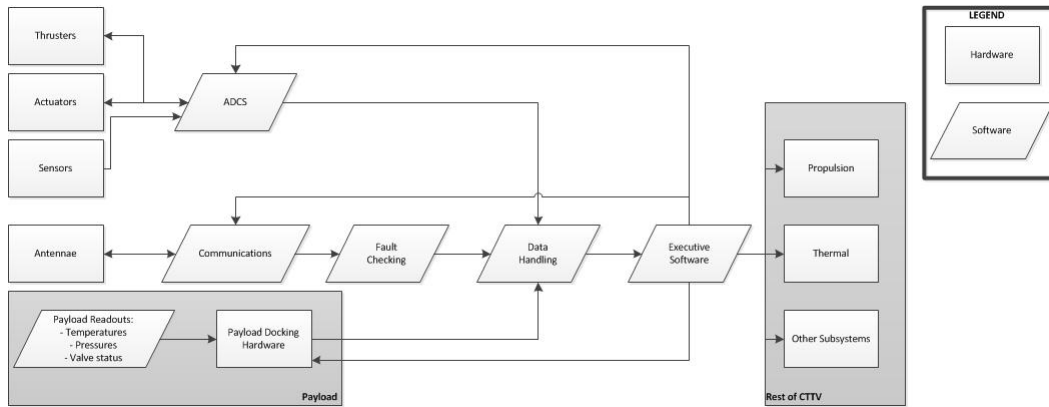 LEGEND
Thrusters
Hardware
Actuators
ADCS
Software
Sensors
Propulsion
Antennae
Communications
Fault
Checking
Data
Handling
Executive
Software
Thermal
Payload Readouts:
- Temperatures
- Pressures
- Valve status
Payload Docking
Hardware
Other Subsystems
Payload
Rest of CTTV